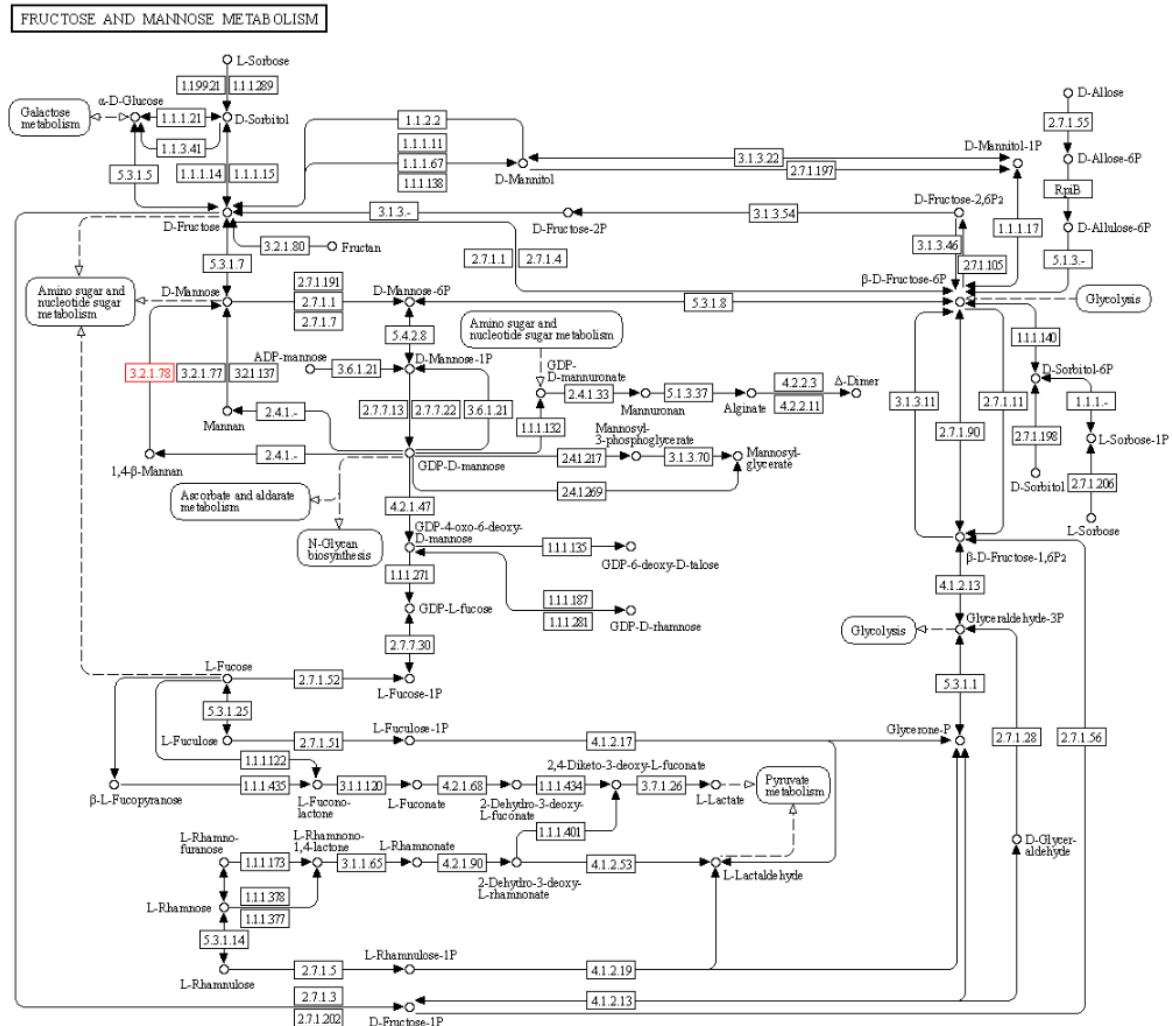 FRUCTOSE AND MANNOSE METABOLISM
L-Sorbose
1.1.99.21 1.1.1.289
α-D-Glucose
Galactose
metabolism
1.1.1.21
D-Sorbitol
1.1.3.41
5.3.1.5
1.1.1.14 1.1.1.15
1.1.2.2
1.1.1.11
1.1.1.67
1.1.1.138
D-Mannitol
3.1.3.22
2.7.1.197
D-Mannitol-1P
D-Allose
2.7.1.55
D-Allose-6P
RpiB
D-Allulose-6P
5.1.3.-
1.1.1.17
D-Fructose
3.1.3.-
D-Fructose-2P
3.1.3.54
D-Fructose-2,6P2
3.1.3.46
2.7.1.105
3.2.1.80
Fructan
2.7.1.1 2.7.1.4
β-D-Fructose-6P
5.3.1.7
Amino sugar and
nucleotide sugar
metabolism
D-Mannose
2.7.1.191
2.7.1.1
2.7.1.7
D-Mannose-6P
5.3.1.8
Glycolysis
5.4.2.8
Amino sugar and
nucleotide sugar metabolism
1.1.1.140
3.2.1.78 3.2.1.77 3.2.1.137
ADP-mannose
3.6.1.21
D-Mannose-1P
GDP-
D-mannuronate
2.4.1.33
Mannuronan
5.1.3.37
Alginate
4.2.2.3
4.2.2.11
Δ-Dimer
D-Sorbitol-6P
1.1.1.-
L-Sorbose-1P
2.7.1.198
D-Sorbitol
2.7.1.206
L-Sorbose
3.1.3.11
2.7.1.11
2.7.1.90
Mannan
2.4.1.-
2.7.7.13 2.7.7.22 3.6.1.21
1.1.1.132
Mannosyl-
3-phosphoglycerate
1,4-β-Mannan
2.4.1.-
GDP-D-mannose
2.4.1.217
3.1.3.70
Mannosyl-
glycerate
2.4.1.269
Ascorbate and aldarate
metabolism
N-Glycan
biosynthesis
4.2.1.47
GDP-4-oxo-6-deoxy-
D-mannose
1.1.1.135
GDP-6-deoxy-D-talose
β-D-Fructose-1,6P2
1.1.1.271
GDP-L-fucose
1.1.1.187
1.1.1.281
GDP-D-rhamnose
4.1.2.13
Glycolysis
Glyceraldehyde-3P
2.7.7.30
L-Fucose
2.7.1.52
L-Fucose-1P
5.3.1.1
5.3.1.25
L-Fuculose
2.7.1.51
L-Fuculose-1P
4.1.2.17
Glycerone-P
2.7.1.28
2.7.1.56
1.1.1.122
β-L-Fucopyranose
1.1.1.435
L-Fucono-
lactone
3.1.1.120
L-Fuconate
4.2.1.68
2-Dehydro-3-deoxy-
L-fuconate
1.1.1.434
2,4-Diketo-3-deoxy-L-fuconate
3.7.1.26
L-Lactate
Pyruvate
metabolism
1.1.1.401
L-Rhamno-
furanose
1.1.1.173
L-Rhamnono-
1,4-lactone
3.1.1.65
L-Rhamnonate
4.2.1.90
2-Dehydro-3-deoxy-
L-rhamnonate
4.1.2.53
L-Lactaldehyde
D-Glycer-
aldehyde
L-Rhamnose
1.1.1.378
1.1.1.377
5.3.1.14
L-Rhamnulose
2.7.1.5
L-Rhamnulose-1P
4.1.2.19
2.7.1.3
2.7.1.202
D-Fructose-1P
4.1.2.13